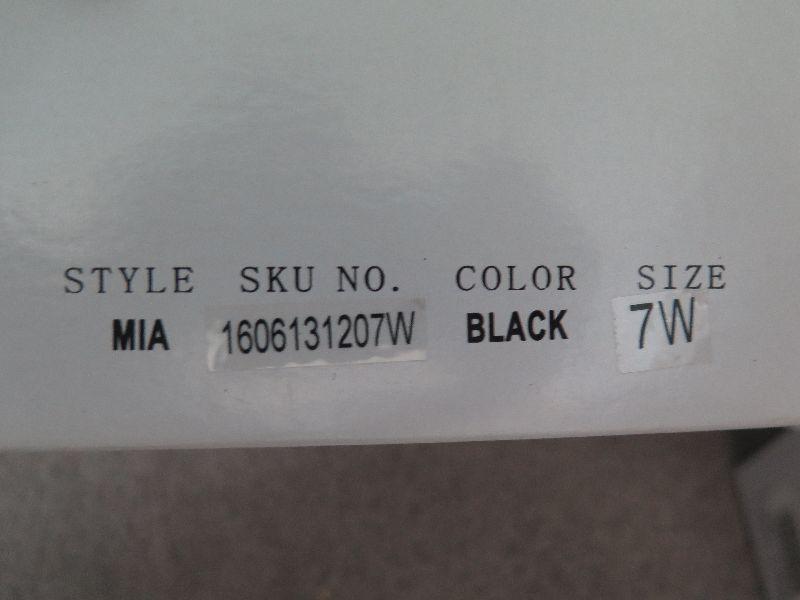 STYLE SKU NO. COLOR SIZE
MIA 1606131207W BLACK 7W